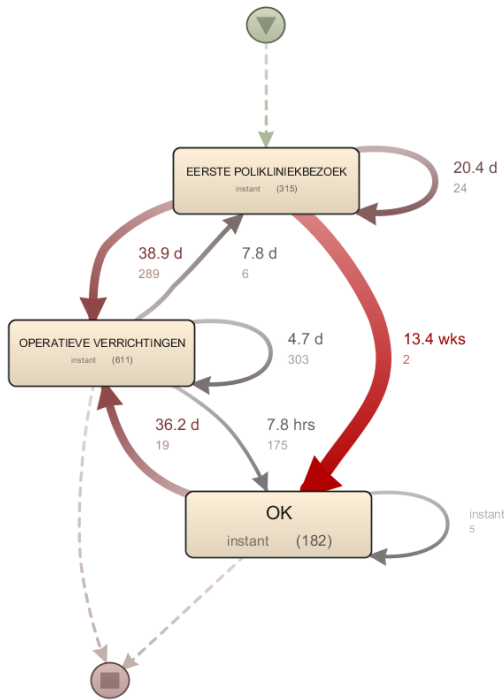 EERSTE POLIKLINIEKBEZOEK
instant (315)
20.4 d
24
38.9 d
289
7.8 d
6
13.4 wks
2
OPERATIEVE VERRICHTINGEN
instant (611)
4.7 d
303
36.2 d
19
7.8 hrs
175
OK
instant (182)
instant
5